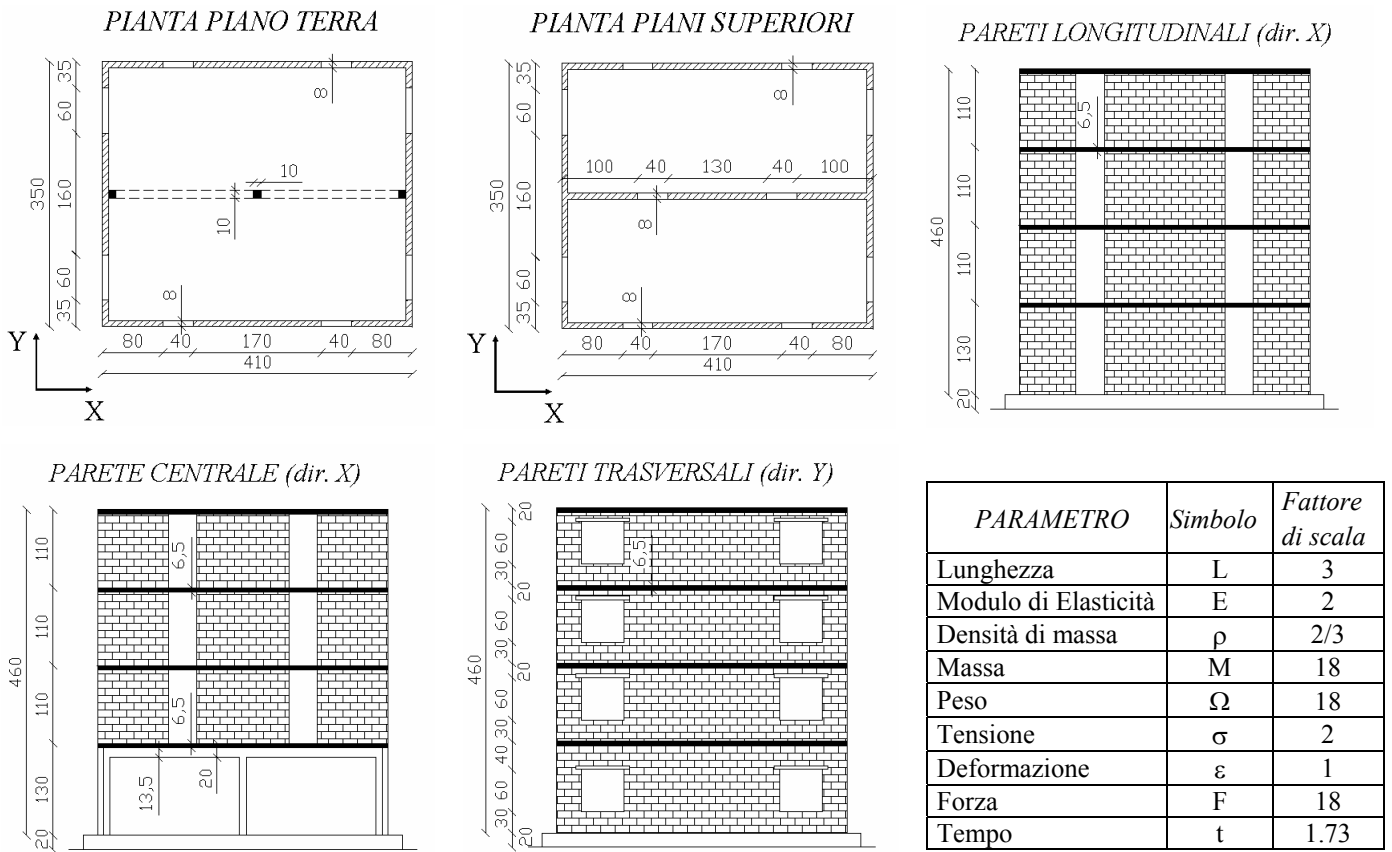 PIANTA PIANO TERRA
35
60
160
350
60
35
8
10
10
8
80 40 170 40 80
410
Y
X
PIANTA PIANI SUPERIORI
35
60
160
350
60
35
8
100 40 130 40 100
8
8
80 40 170 40 80
410
Y
X
PARETI LONGITUDINALI (dir. X)
110
110
110
130
460
20
6,5
PARETE CENTRALE (dir. X)
110
110
110
130
460
20
6,5
6,5
13,5
20
PARETI TRASVERSALI (dir. Y)
20
60
30
20
60
30
20
60
30
40
60
30
20
460
6,5
PARAMETRO Simbolo Fattore
di scala
Lunghezza L 3
Modulo di Elasticità E 2
Densità di massa ρ 2/3
Massa M 18
Peso Ω 18
Tensione σ 2
Deformazione ε 1
Forza F 18
Tempo t 1.73